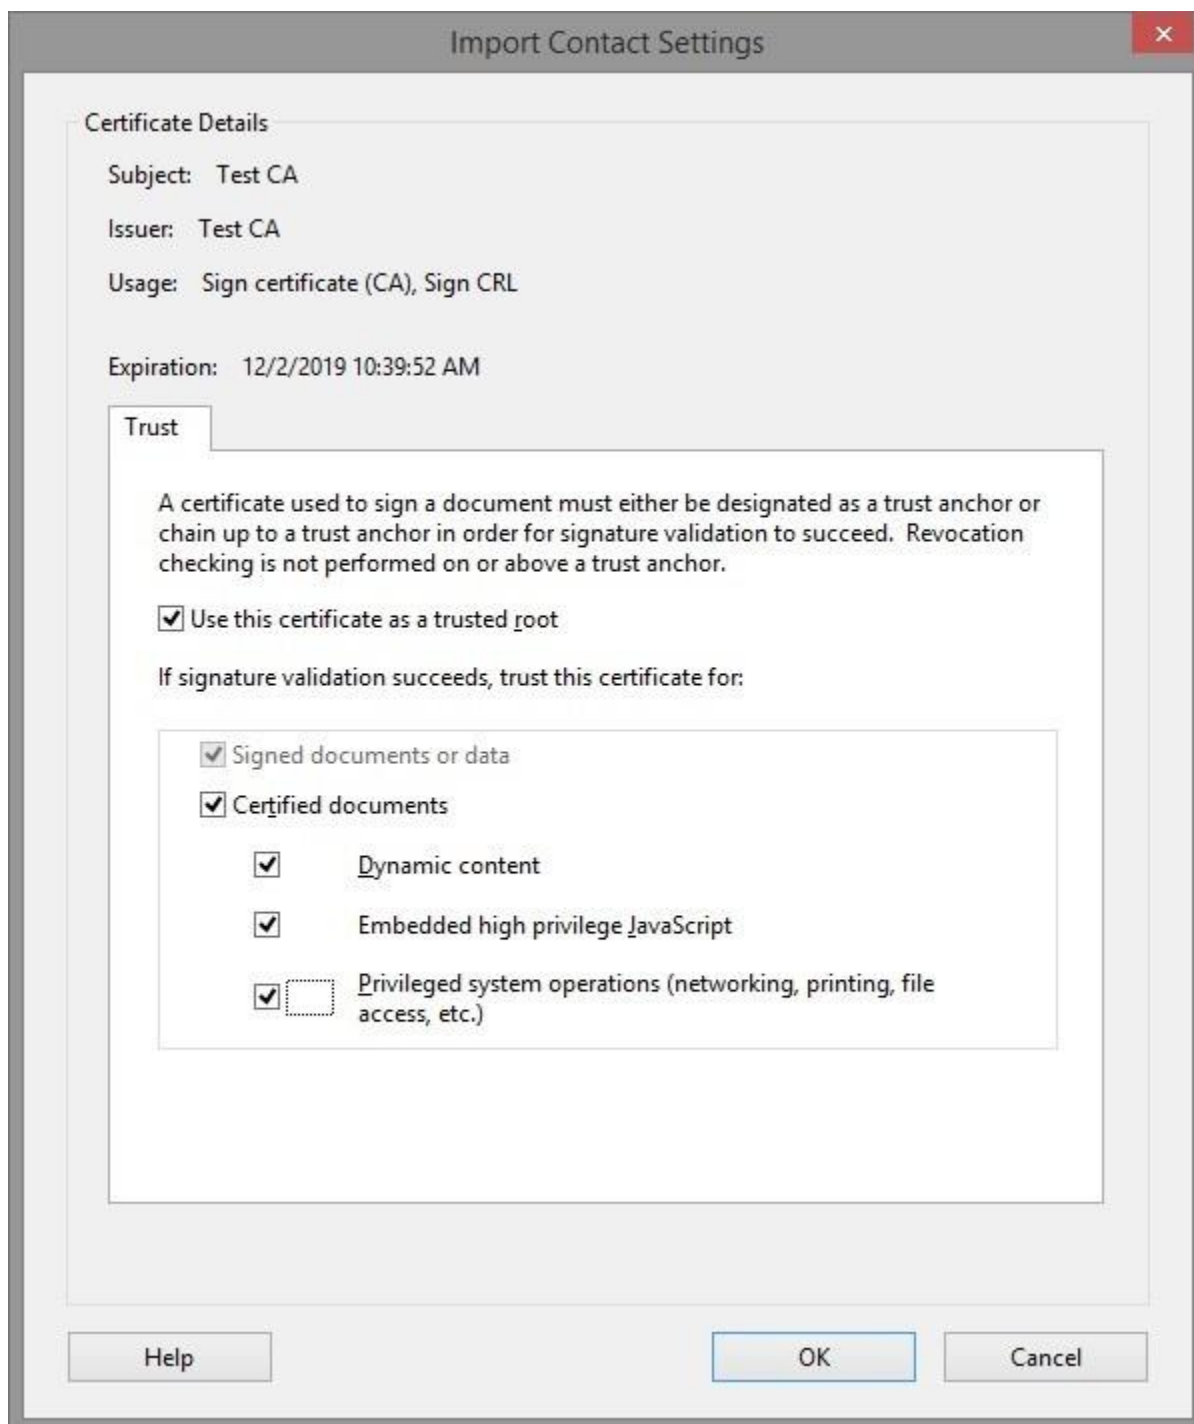 Import Contact Settings
Certificate Details
Subject: Test CA
Issuer: Test CA
Usage: Sign certificate (CA), Sign CRL
Expiration: 12/2/2019 10:39:52 AM
Trust
A certificate used to sign a document must either be designated as a trust anchor or
chain up to a trust anchor in order for signature validation to succeed. Revocation
checking is not performed on or above a trust anchor.
Use this certificate as a trusted root
If signature validation succeeds, trust this certificate for:
Signed documents or data
Certified documents
Dynamic content
Embedded high privilege JavaScript
Privileged system operations (networking, printing, file
access, etc.)
Help
OK
Cancel